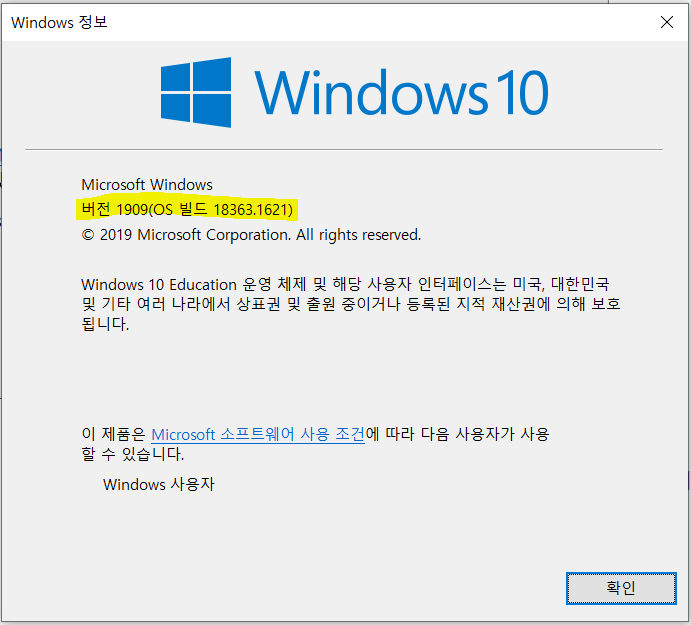 Windows 정보
Windows 10
Microsoft Windows
버전 1909(OS 빌드 18363.1621)
© 2019 Microsoft Corporation. All rights reserved.
Windows 10 Education 운영 체제 및 해당 사용자 인터페이스는 미국, 대한민국
및 기타 여러 나라에서 상표권 및 출원 중이거나 등록된 지적 재산권에 의해 보호
됩니다.
이 제품은 Microsoft 소프트웨어 사용 조건에 따라 다음 사용자가 사용
할 수 있습니다.
Windows 사용자
확인